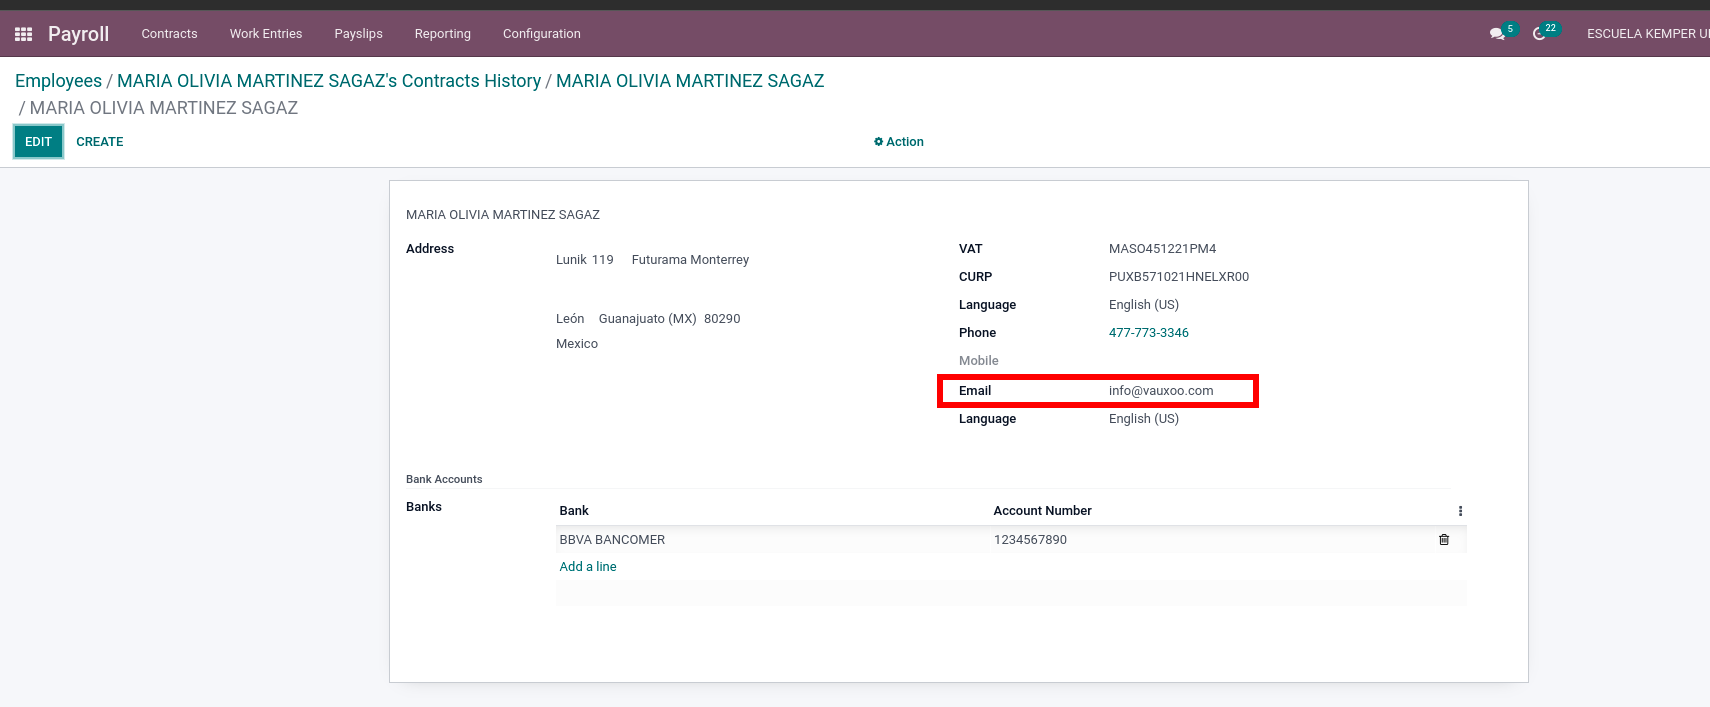 Payroll Contracts Work Entries Payslips Reporting Configuration 5 22 ESCUELA KEMPER
Employees / MARIA OLIVIA MARTINEZ SAGAZ's Contracts History / MARIA OLIVIA MARTINEZ SAGAZ
/ MARIA OLIVIA MARTINEZ SAGAZ
EDIT CREATE Action
MARIA OLIVIA MARTINEZ SAGAZ
Address
Lunik 119 Futurama Monterrey
León Guanajuato (MX) 80290
Mexico
VAT MASO451221PM4
CURP PUXB571021HNELXR00
Language English (US)
Phone 477-773-3346
Mobile
Email info@vauxoo.com
Language English (US)
Bank Accounts
Banks
Bank Account Number
BBVA BANCOMER 1234567890
Add a line